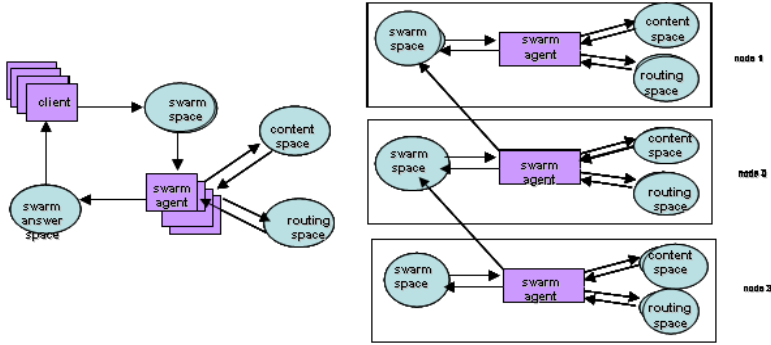 client
swarm
space
content
space
swarm
agent
swarm
answer
space
routing
space
swarm
space
swarm
agent
content
space
routing
space
node 1
swarm
space
swarm
agent
content
space
routing
space
node 2
swarm
space
swarm
agent
content
space
routing
space
node 3